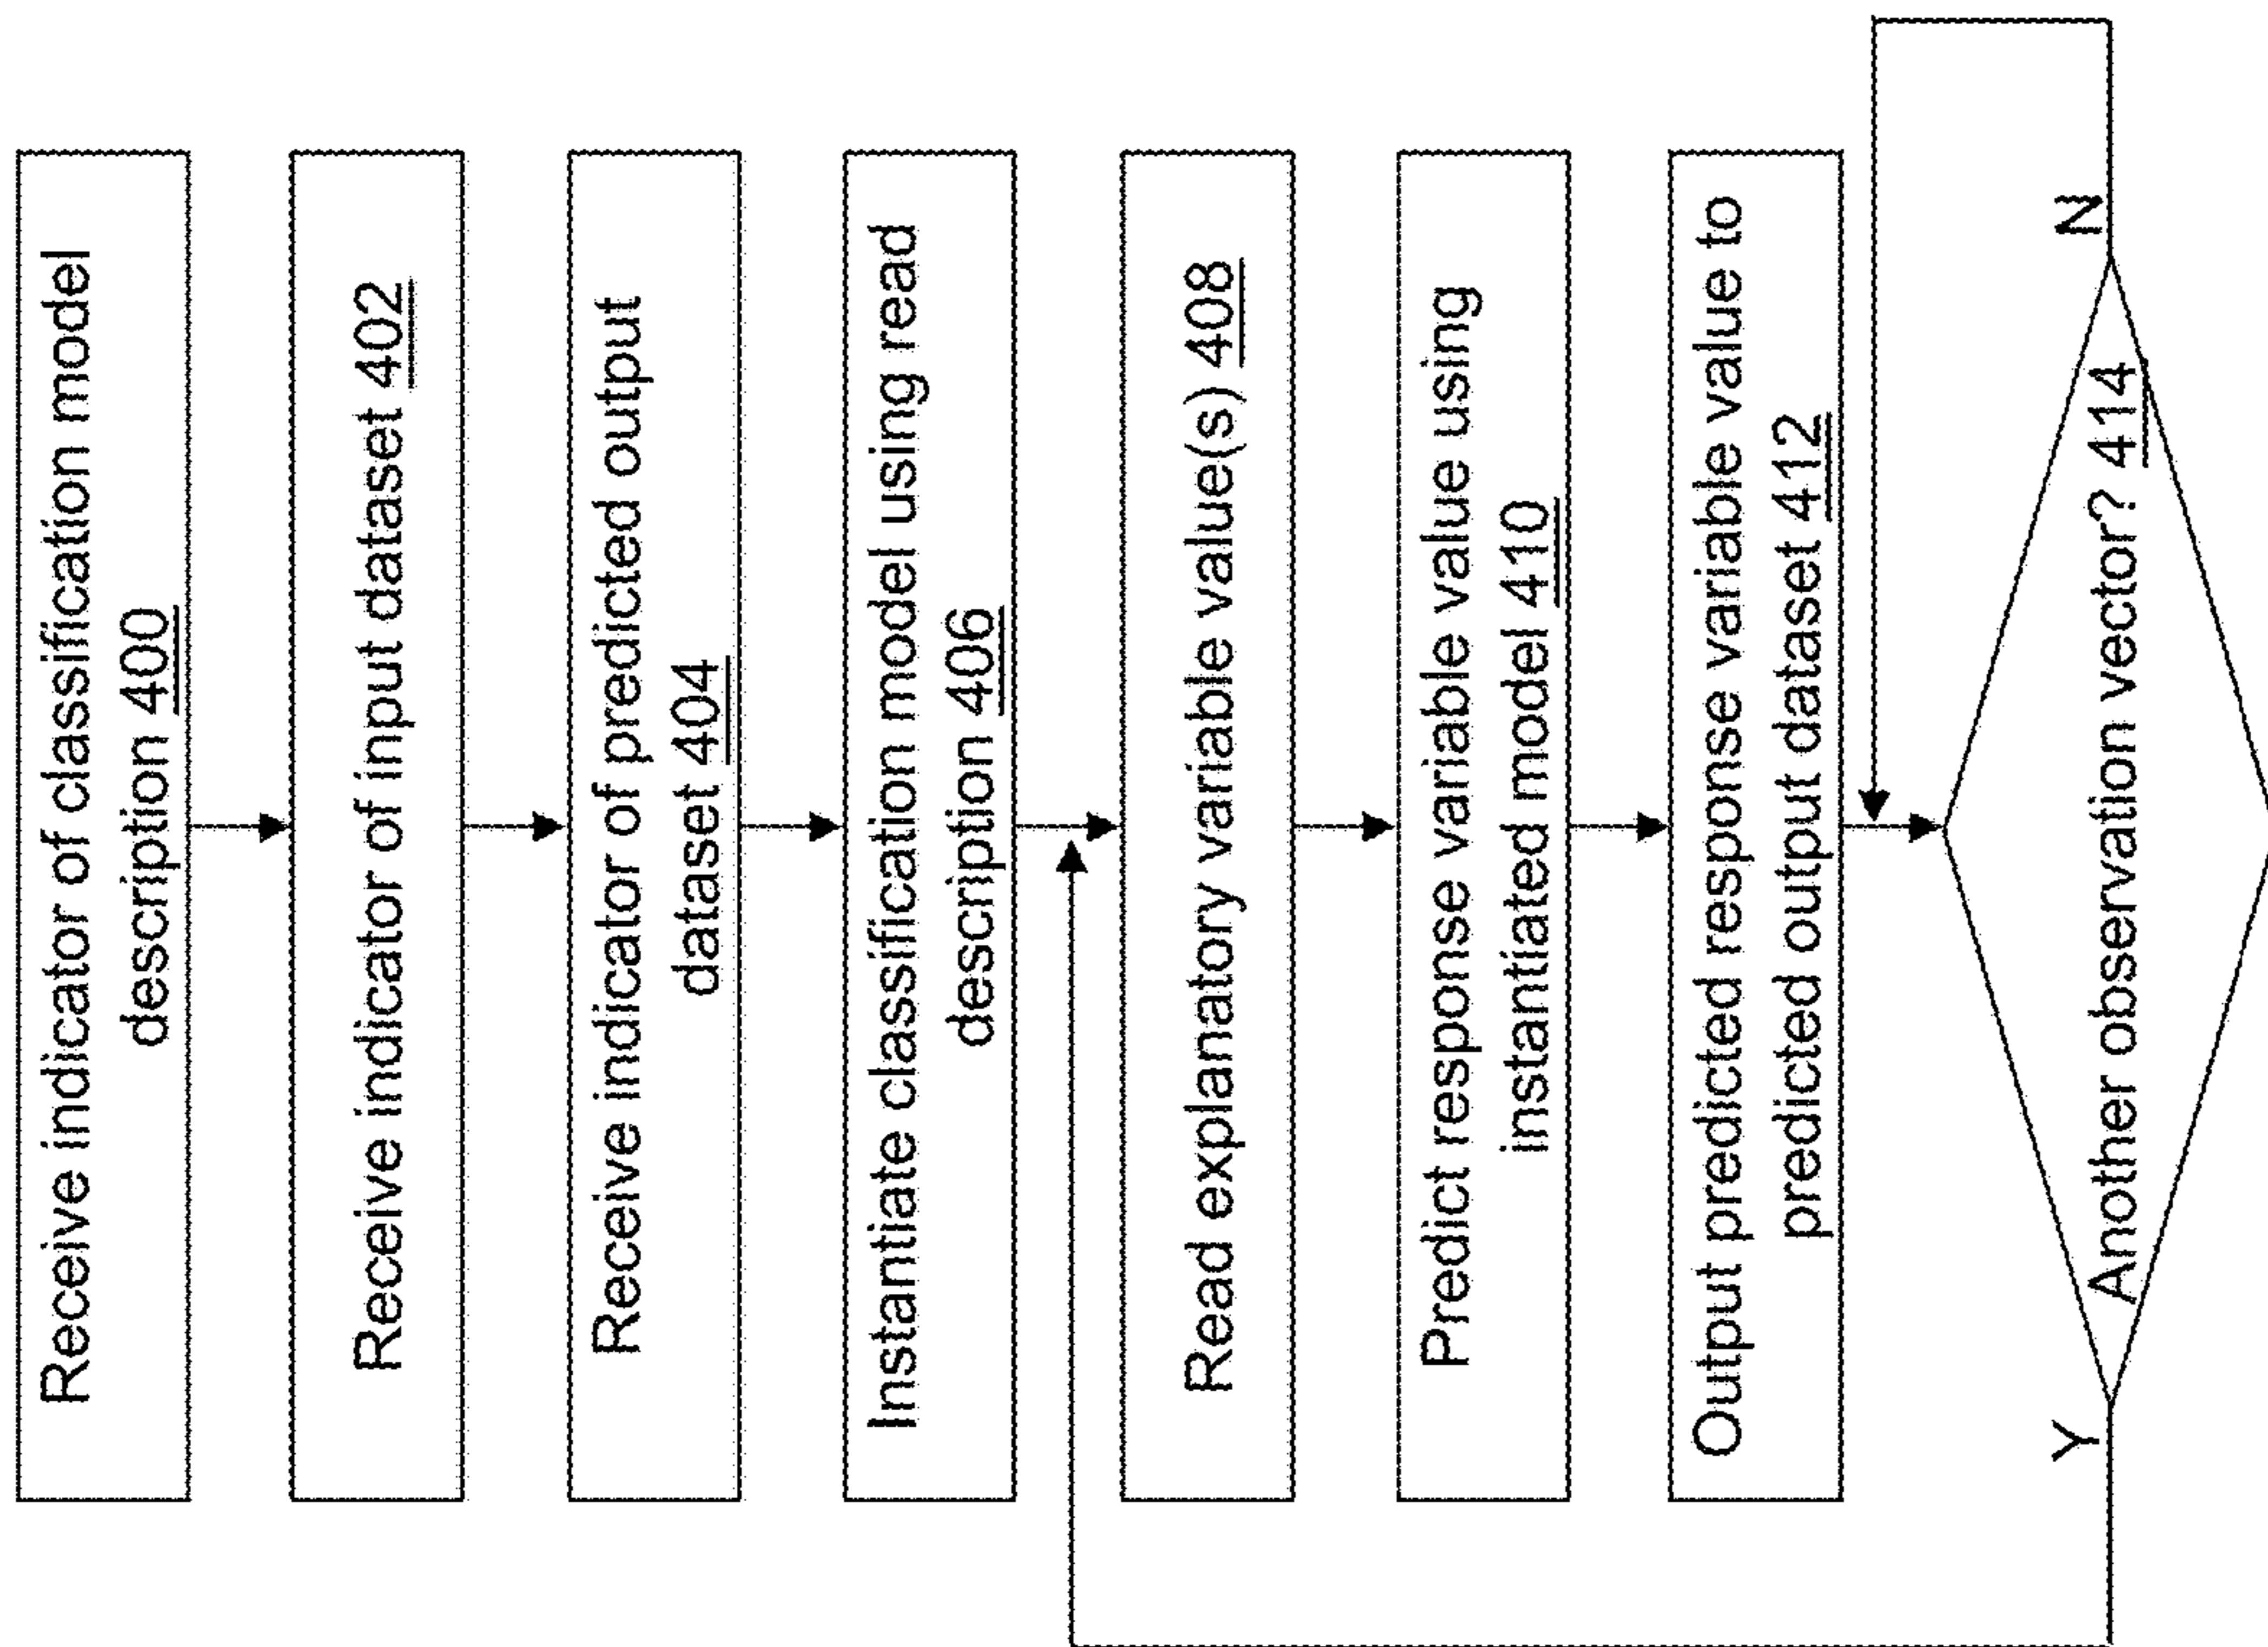 Receive indicator of classification model
description 400
Receive indicator of input dataset 402
Receive indicator of predicted output
dataset 404
Instantiate classification model using read
description 406
Read explanatory variable value(s) 408
Predict response variable value using
instantiated model 410
Output predicted response variable value to
predicted output dataset 412
Y
Another observation vector? 414
N